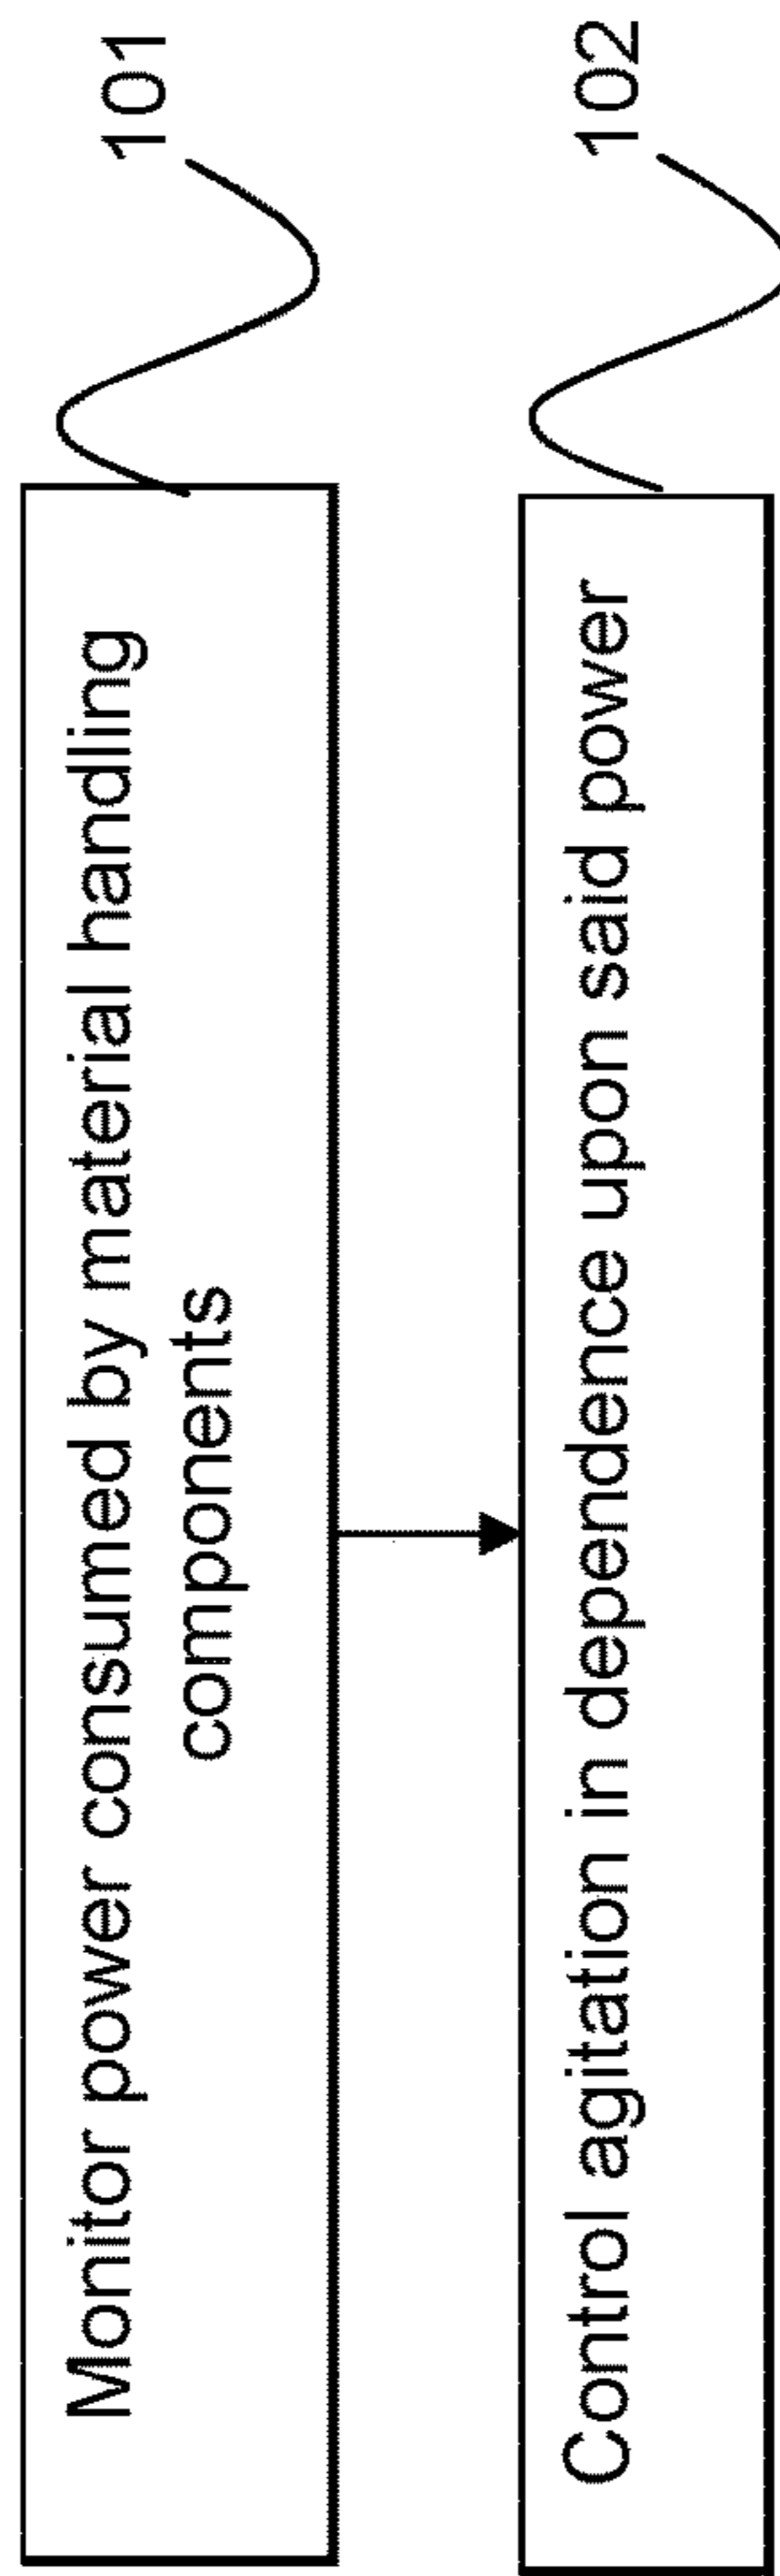 Monitor power consumed by material handling
components
101
Control agitation in dependence upon said power
102